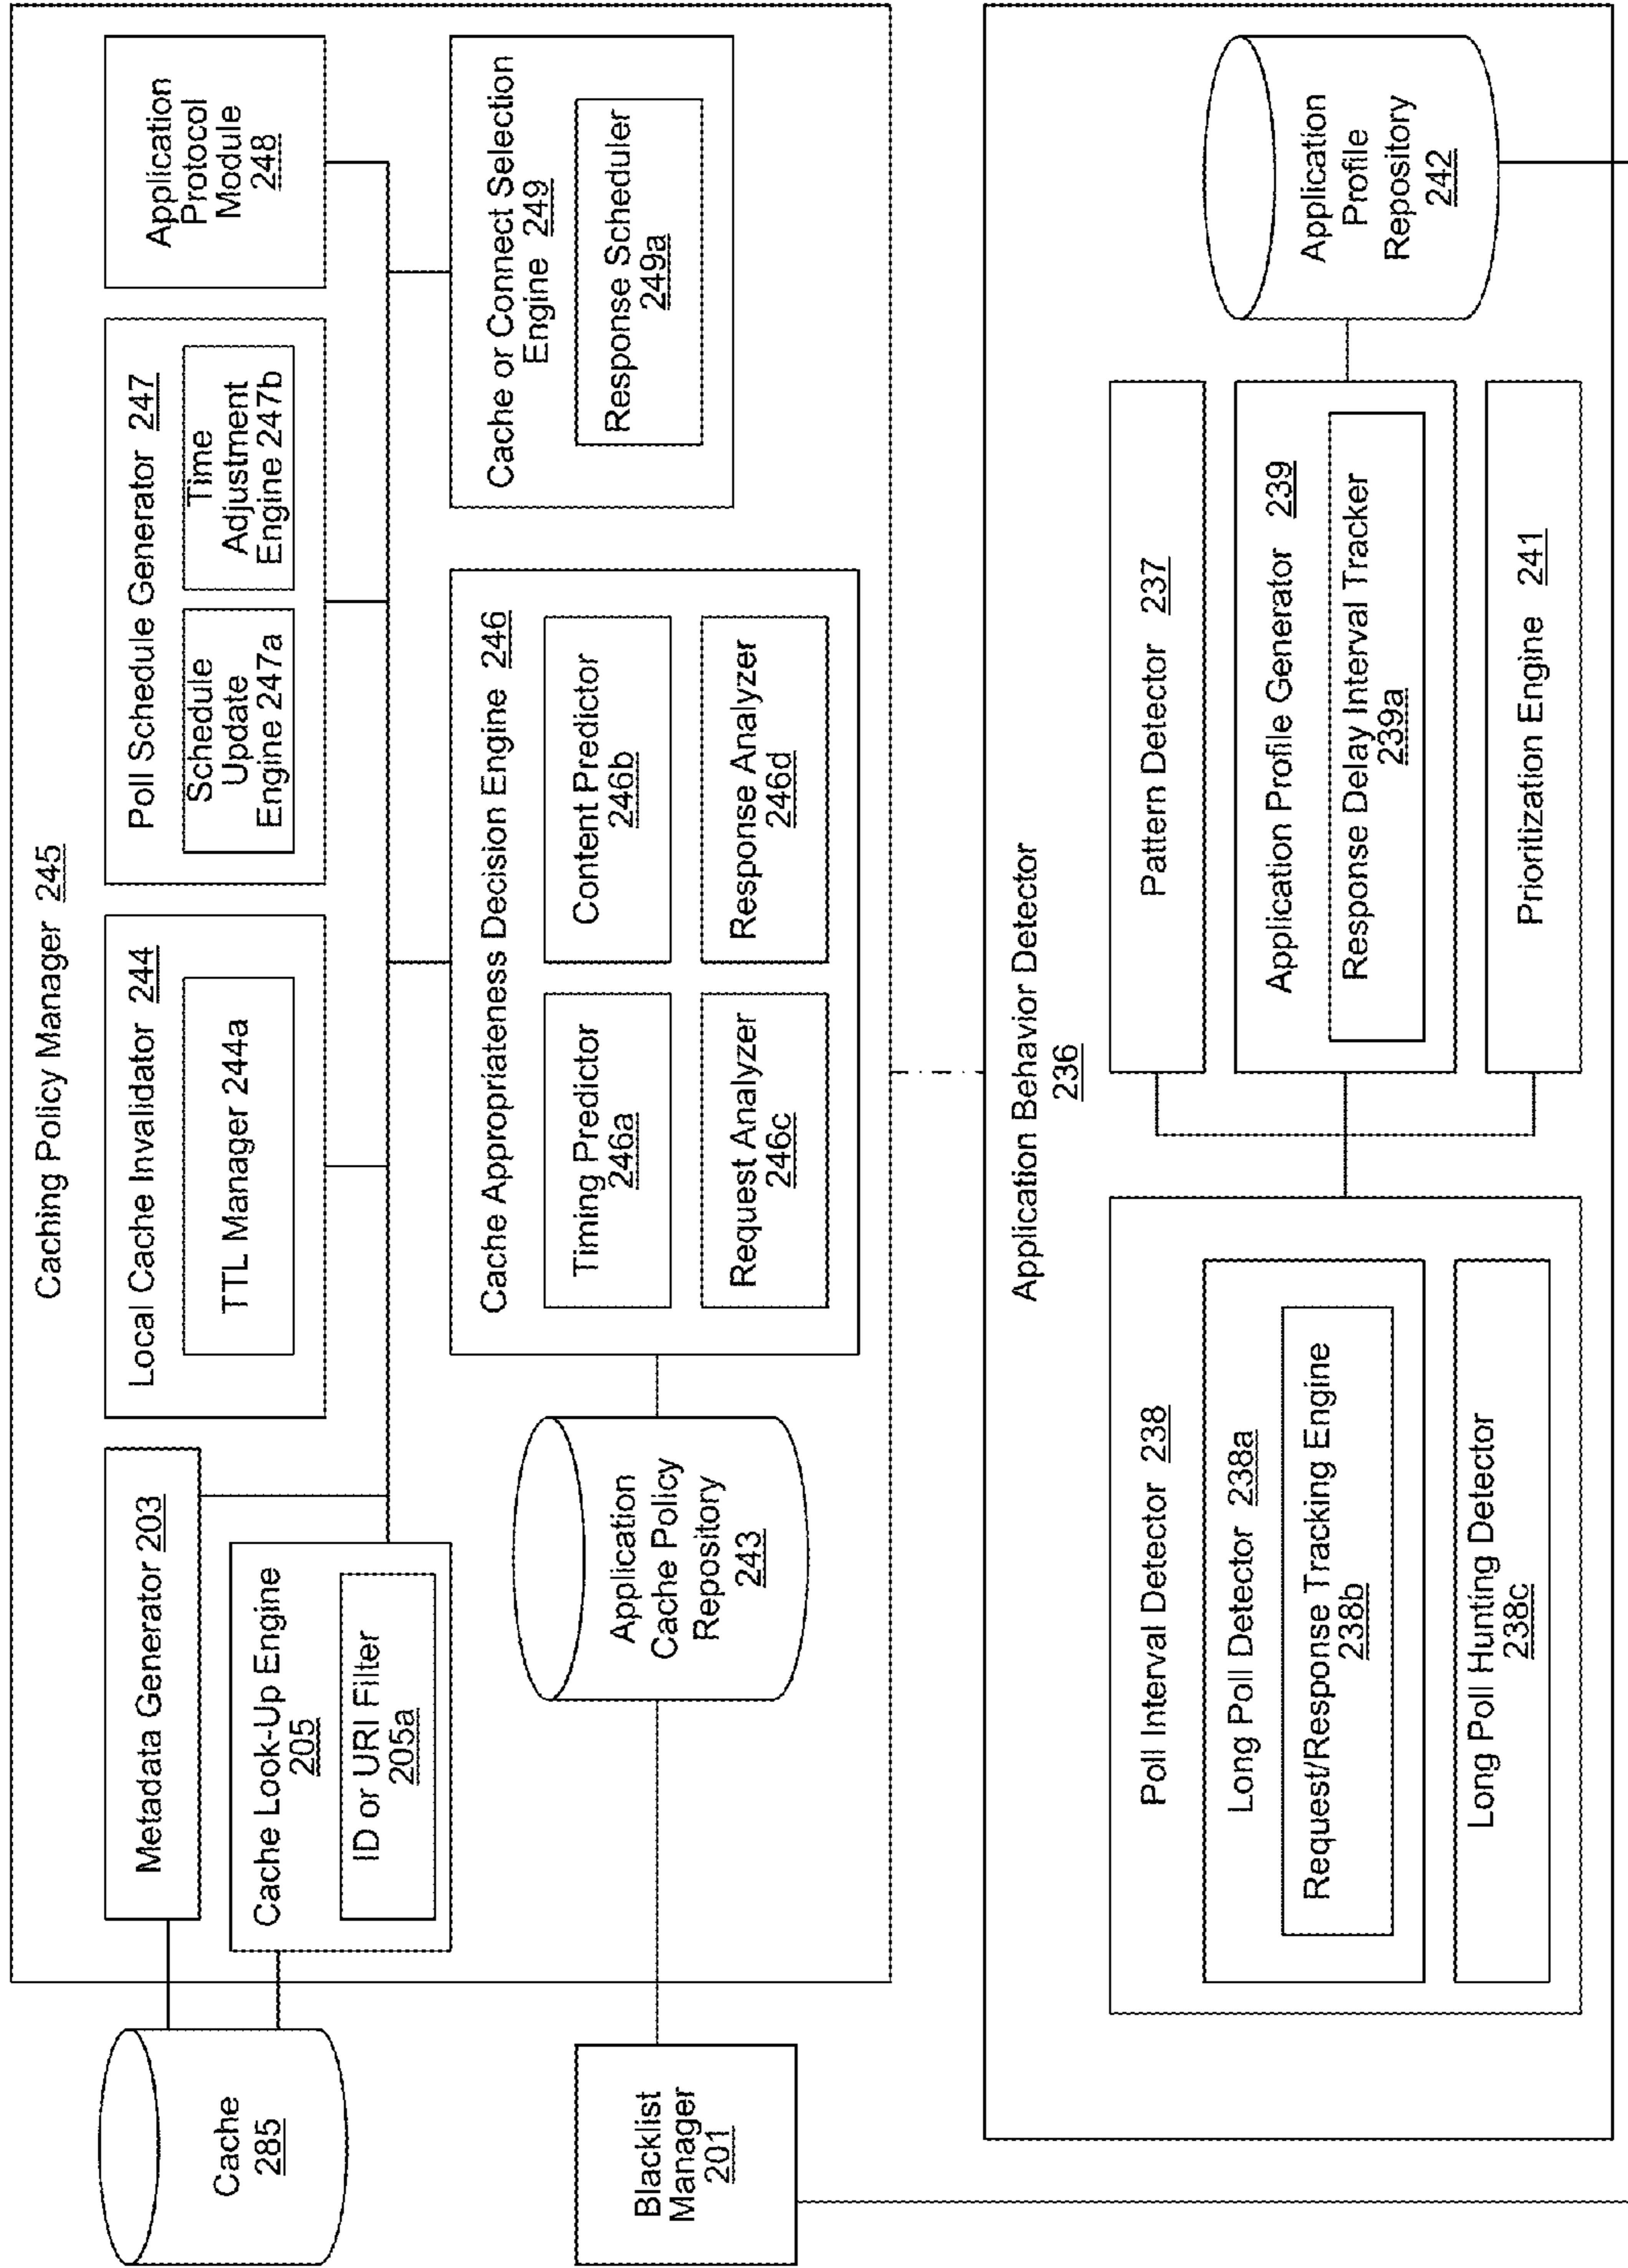 Caching Policy Manager 245
Metadata Generator 203
Cache Look-Up Engine
205
ID or URI Filter
205a
Local Cache Invalidator 244
TTL Manager 244a
Poll Schedule Generator 247
Schedule
Update
Engine 247a
Time
Adjustment
Engine 247b
Application
Protocol
Module
248
Cache
285
Application
Cache Policy
Repository
243
Cache Appropriateness Decision Engine 246
Timing Predictor
246a
Content Predictor
246b
Request Analyzer
246c
Response Analyzer
246d
Cache or Connect Selection
Engine 249
Response Scheduler
249a
Blacklist
Manager
201
Application Behavior Detector
236
Poll Interval Detector 238
Long Poll Detector 238a
Request/Response Tracking Engine
238b
Long Poll Hunting Detector
238c
Pattern Detector 237
Application Profile Generator 239
Response Delay Interval Tracker
239a
Prioritization Engine 241
Application
Profile
Repository
242